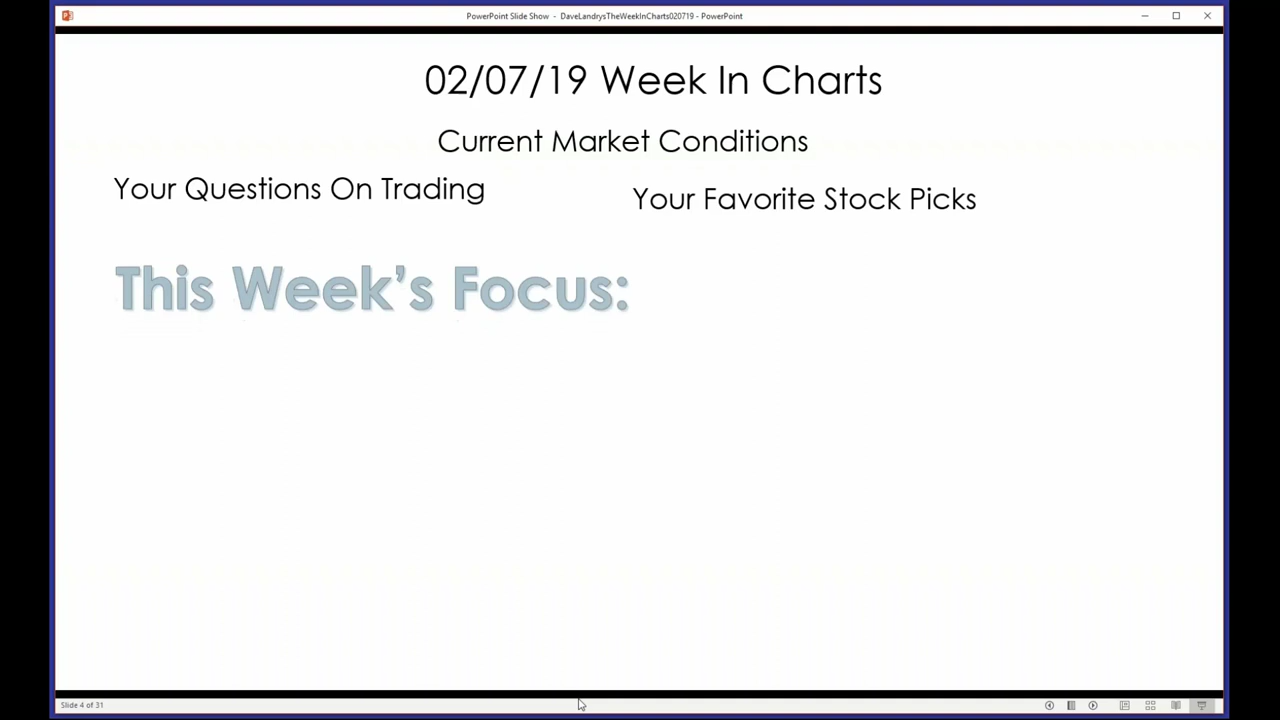 PowerPoint Slide Show - DaveLandrysTheWeekInCharts020719 - PowerPoint
02/07/19 Week In Charts
Current Market Conditions
Your Questions On Trading
Your Favorite Stock Picks
This Week's Focus:
Slide 4 of 31